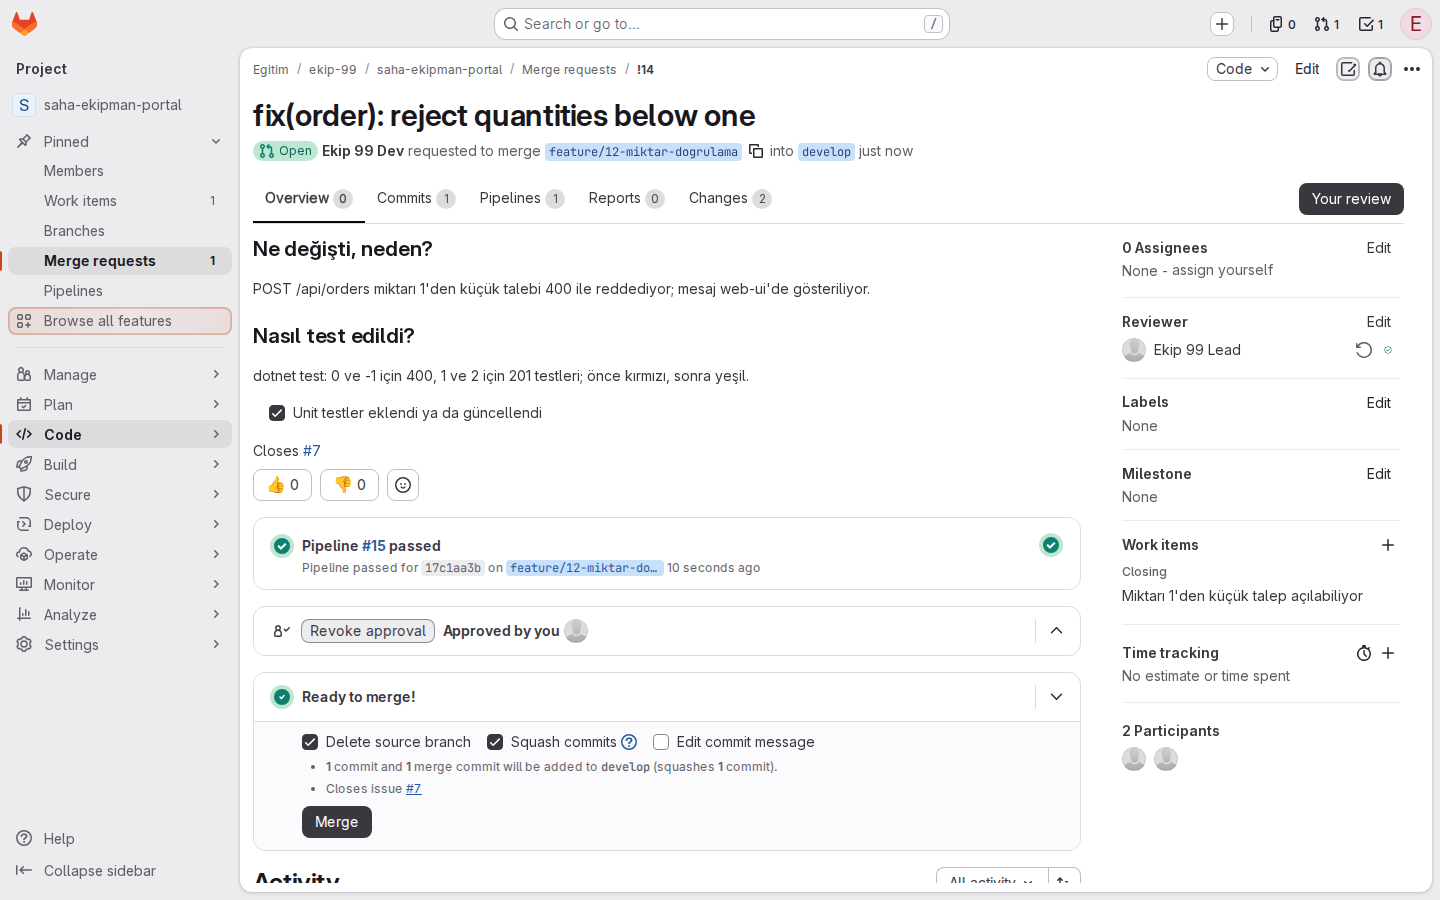 Search or go to...
/
0
1
1
E
Project
S
saha-ekipman-portal
Pinned
Members
Work items 1
Branches
Merge requests 1
Pipelines
Browse all features
Manage
Plan
Code
Build
Secure
Deploy
Operate
Monitor
Analyze
Settings
Help
Collapse sidebar
Egitim / ekip-99 / saha-ekipman-portal / Merge requests / !14
Code
Edit
fix(order): reject quantities below one
Open Ekip 99 Dev requested to merge feature/12-miktar-dogrulama into develop just now
Overview 0 Commits 1 Pipelines 1 Reports 0 Changes 2
Your review
Ne değişti, neden?
POST /api/orders miktarı 1'den küçük talebi 400 ile reddediyor; mesaj web-ui'de gösteriliyor.
Nasıl test edildi?
dotnet test: 0 ve -1 için 400, 1 ve 2 için 201 testleri; önce kırmızı, sonra yeşil.
Unit testler eklendi ya da güncellendi
Closes #7
👍 0 👎 0
Pipeline #15 passed
Pipeline passed for 17c1aa3b on feature/12-miktar-do... 10 seconds ago
Revoke approval Approved by you
Ready to merge!
Delete source branch Squash commits Edit commit message
• 1 commit and 1 merge commit will be added to develop (squashes 1 commit).
• Closes issue #7
Merge
Activity
All activity
0 Assignees Edit
None - assign yourself
Reviewer Edit
Ekip 99 Lead
Labels Edit
None
Milestone Edit
None
Work items
Closing
Miktarı 1'den küçük talep açılabiliyor
Time tracking
No estimate or time spent
2 Participants